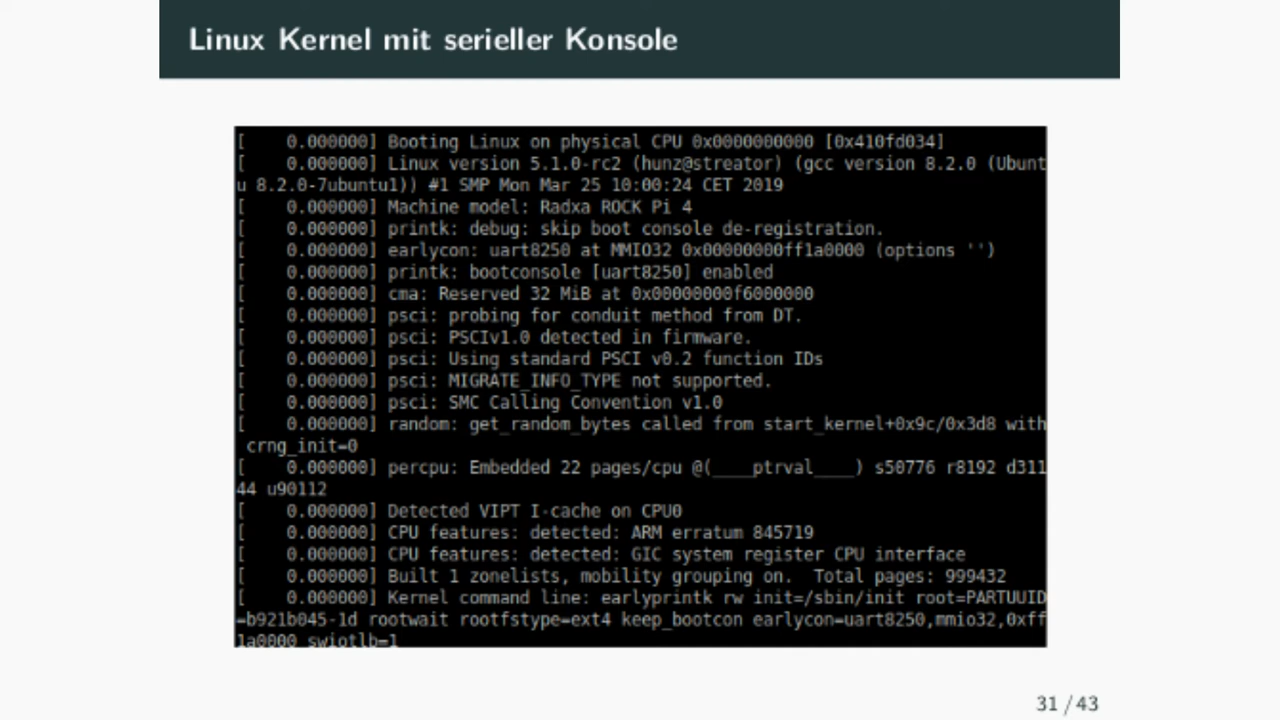 Linux Kernel mit serieller Konsole
[    0.000000] Booting Linux on physical CPU 0x0000000000 [0x410fd034]
[    0.000000] Linux version 5.1.0-rc2 (hunz@streator) (gcc version 8.2.0 (Ubunt
u 8.2.0-7ubuntu1)) #1 SMP Mon Mar 25 10:00:24 CET 2019
[    0.000000] Machine model: Radxa ROCK Pi 4
[    0.000000] printk: debug: skip boot console de-registration.
[    0.000000] earlycon: uart8250 at MMIO32 0x00000000ff1a0000 (options '')
[    0.000000] printk: bootconsole [uart8250] enabled
[    0.000000] cma: Reserved 32 MiB at 0x00000000f6000000
[    0.000000] psci: probing for conduit method from DT.
[    0.000000] psci: PSCIv1.0 detected in firmware.
[    0.000000] psci: Using standard PSCI v0.2 function IDs
[    0.000000] psci: MIGRATE_INFO_TYPE not supported.
[    0.000000] psci: SMC Calling Convention v1.0
[    0.000000] random: get_random_bytes called from start_kernel+0x9c/0x3d8 with
 crng_init=0
[    0.000000] percpu: Embedded 22 pages/cpu @(____ptrval____) s50776 r8192 d311
44 u90112
[    0.000000] Detected VIPT I-cache on CPU0
[    0.000000] CPU features: detected: ARM erratum 845719
[    0.000000] CPU features: detected: GIC system register CPU interface
[    0.000000] Built 1 zonelists, mobility grouping on.  Total pages: 999432
[    0.000000] Kernel command line: earlyprintk rw init=/sbin/init root=PARTUUID
=b921b045-1d rootwait rootfstype=ext4 keep_bootcon earlycon=uart8250,mmio32,0xff
1a0000 swiotlb=1
31 / 43